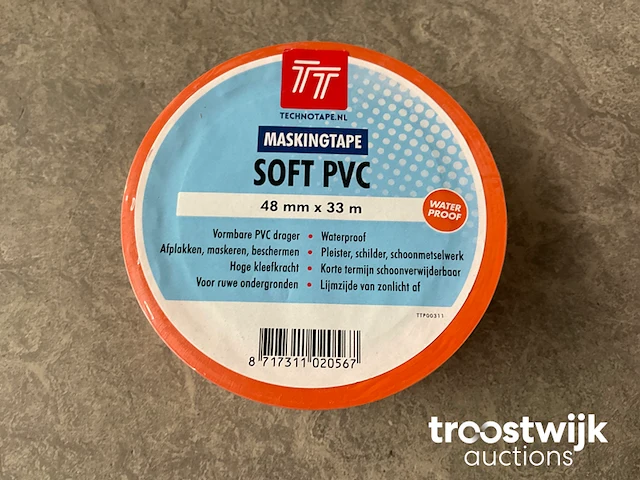 TT
TECHNOTAPE.NL
MASKINGTAPE
SOFT PVC
48 mm x 33 m
WATER
PROOF
Vormbare PVC drager • Waterproof
Afplakken, maskeren, beschermen • Pleister, schilder, schoonmetselwerk
Hoge kleefkracht • Korte termijn schoonverwijderbaar
Voor ruwe ondergronden • Lijmzijde van zonlicht af
TTP00311
8 717311 020567
troostwijk
auctions